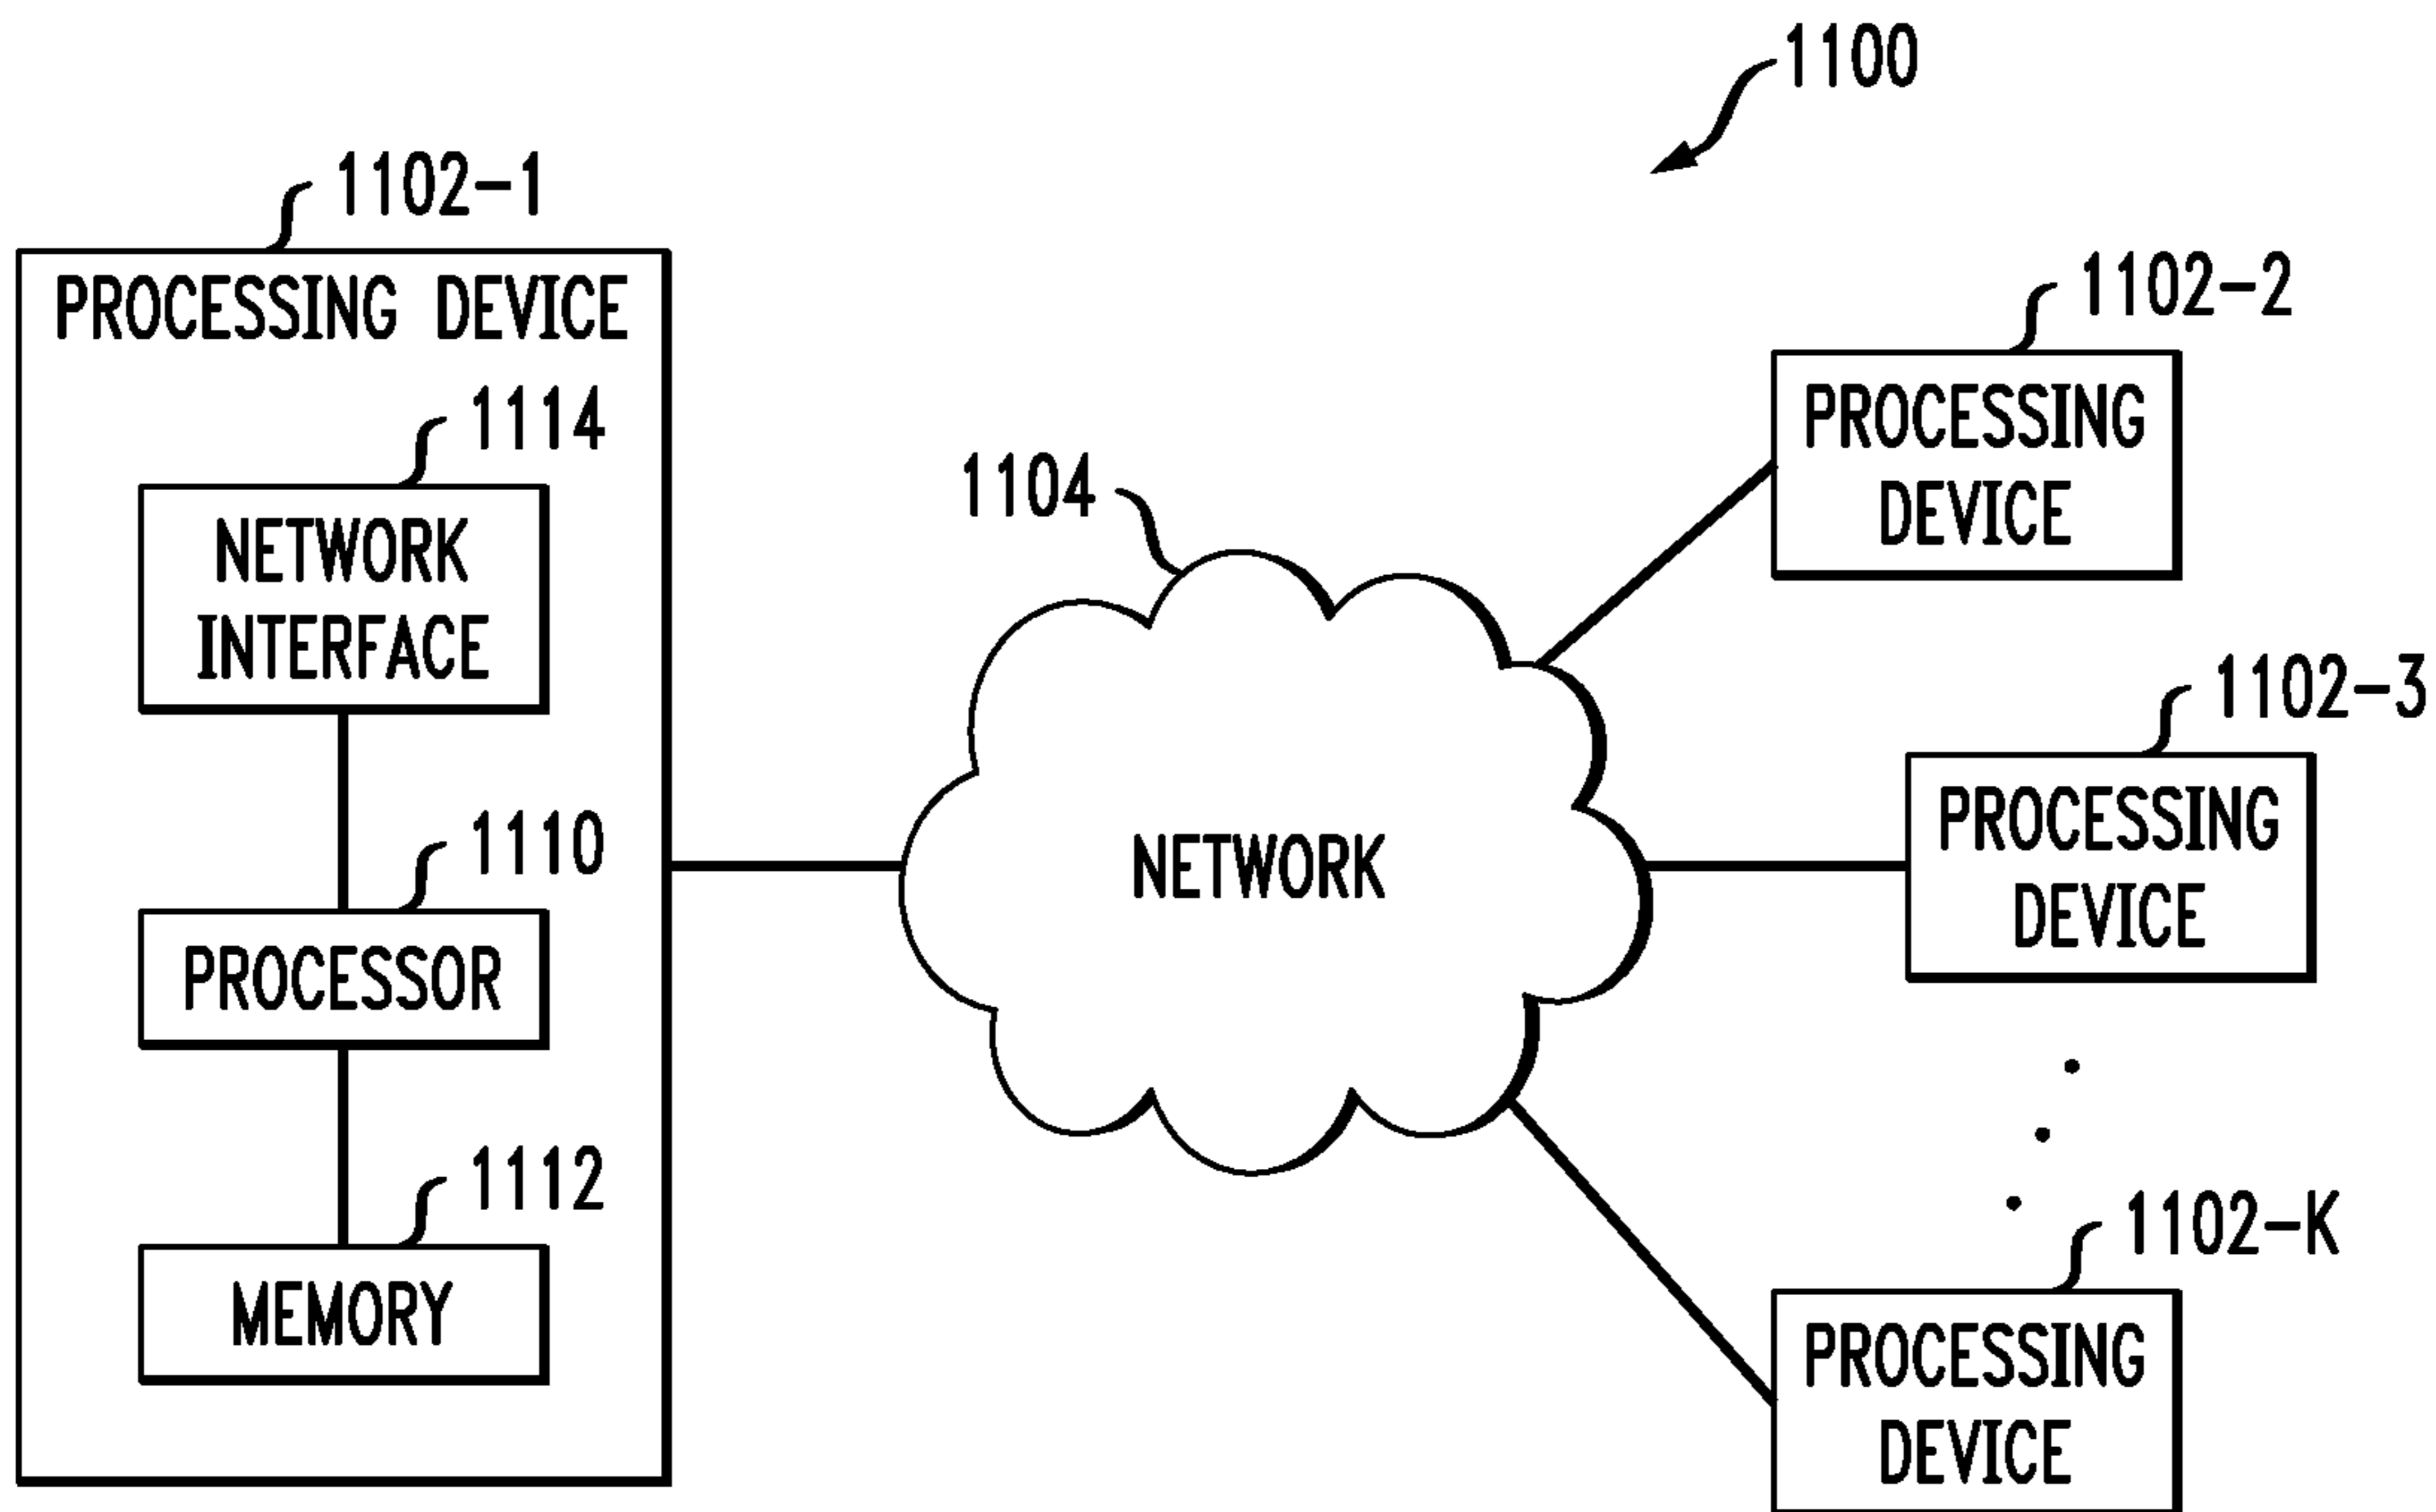 1100
1102-1
PROCESSING DEVICE
1114
NETWORK
INTERFACE
1110
PROCESSOR
1112
MEMORY
1104
NETWORK
1102-2
PROCESSING
DEVICE
1102-3
PROCESSING
DEVICE
1102-K
PROCESSING
DEVICE